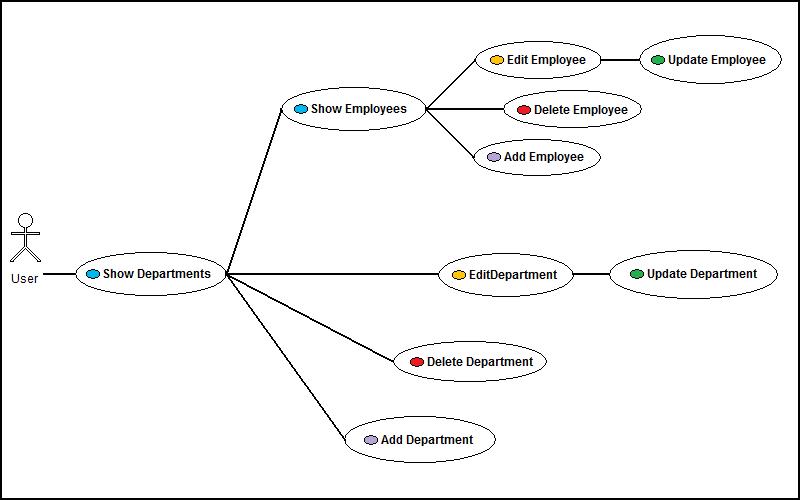 Edit Employee
Update Employee
Show Employees
Delete Employee
Add Employee
User
Show Departments
EditDepartment
Update Department
Delete Department
Add Department